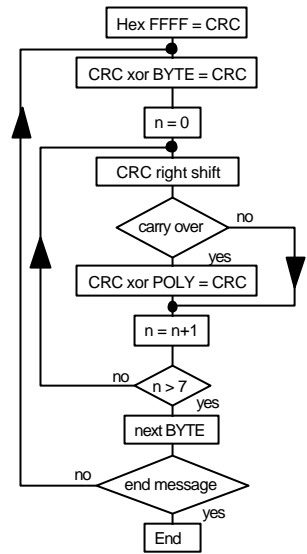 Hex FFFF = CRC
CRC xor BYTE = CRC
n = 0
CRC right shift
carry over
no
yes
CRC xor POLY = CRC
n = n+1
no
n > 7
yes
next BYTE
no
end message
yes
End